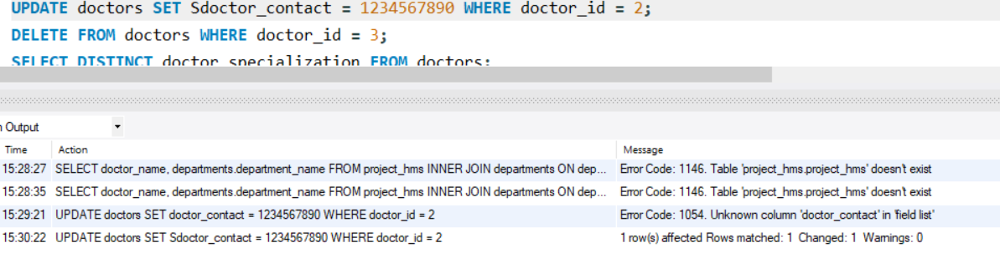 UPDATE doctors SET Sdoctor_contact = 1234567890 WHERE doctor_id = 2;
DELETE FROM doctors WHERE doctor_id = 3;
SELECT DISTINCT doctor_specialization FROM doctors;
n Output
Time Action Message
15:28:27 SELECT doctor_name, departments.department_name FROM project_hms INNER JOIN departments ON dep... Error Code: 1146. Table 'project_hms.project_hms' doesn't exist
15:28:35 SELECT doctor_name, departments.department_name FROM project_hms INNER JOIN departments ON dep... Error Code: 1146. Table 'project_hms.project_hms' doesn't exist
15:29:21 UPDATE doctors SET doctor_contact = 1234567890 WHERE doctor_id = 2 Error Code: 1054. Unknown column 'doctor_contact' in 'field list'
15:30:22 UPDATE doctors SET Sdoctor_contact = 1234567890 WHERE doctor_id = 2 1 row(s) affected Rows matched: 1 Changed: 1 Warnings: 0